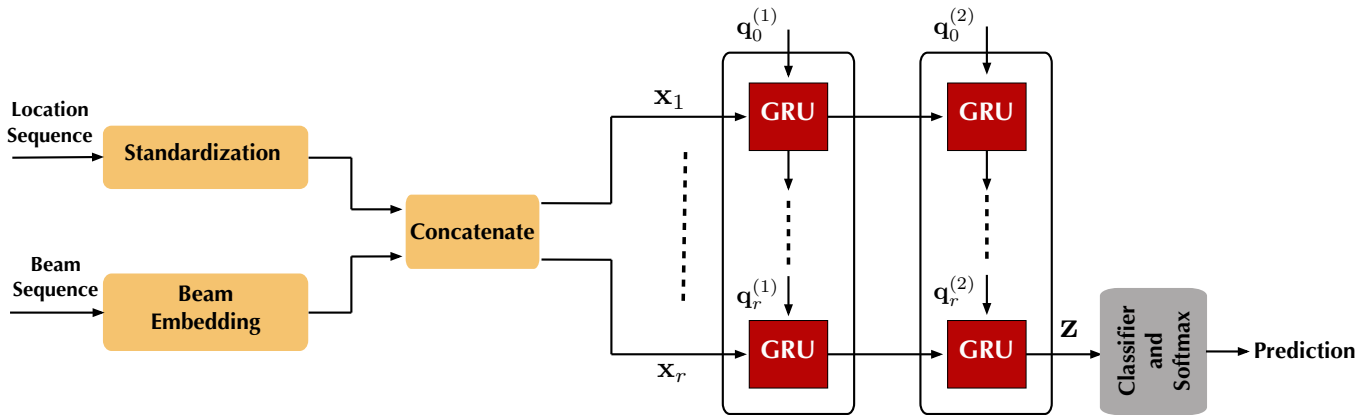 Location
Sequence
Standardization
Beam
Sequence
Beam
Embedding
Concatenate
𝐱₁
𝐱ᵣ
𝐪₀⁽¹⁾
GRU
𝐪ᵣ⁽¹⁾
GRU
𝐪₀⁽²⁾
GRU
𝐪ᵣ⁽²⁾
GRU
𝐳
Classifier
and
Softmax
Prediction